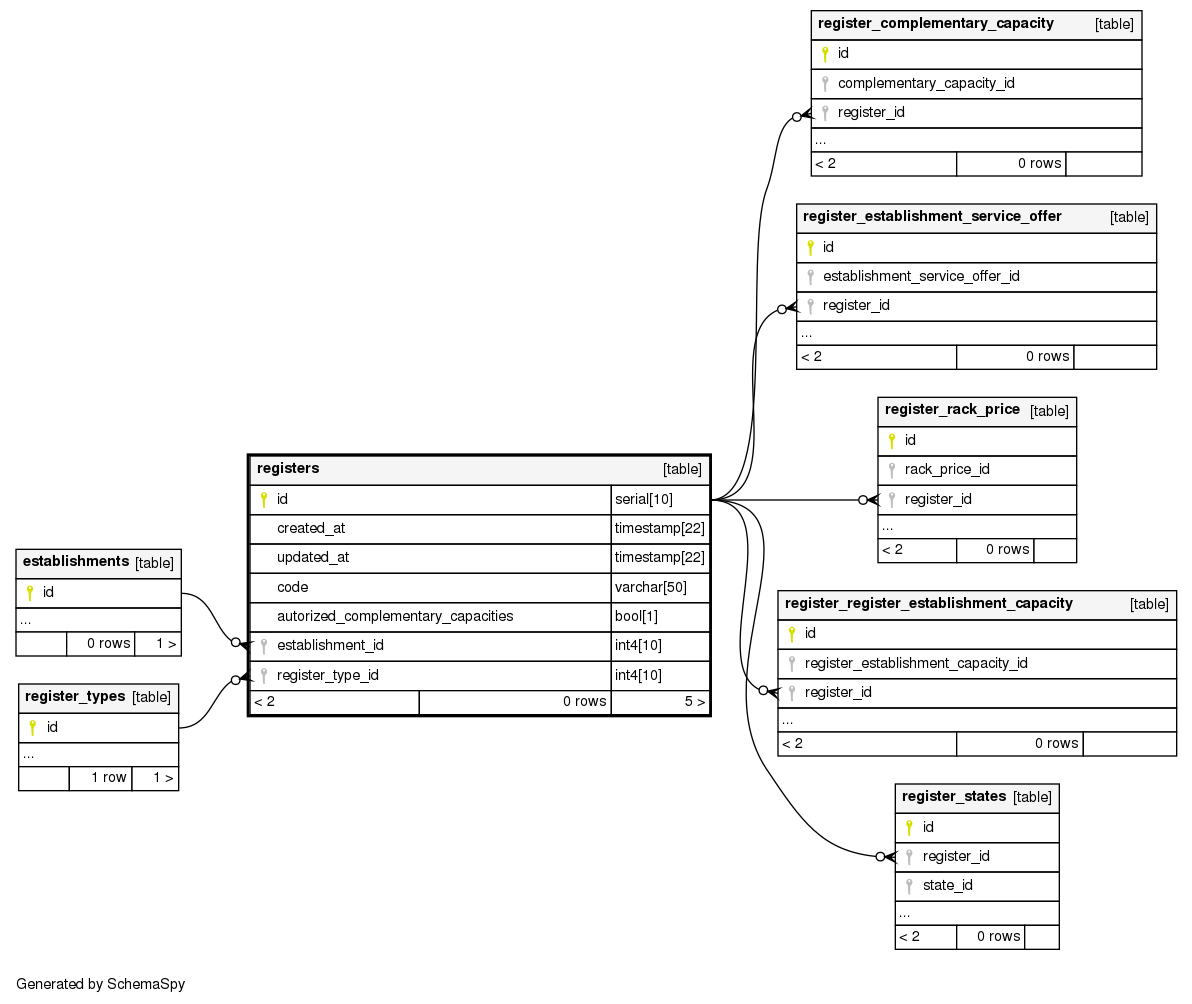 register_complementary_capacity [table]
id
complementary_capacity_id
register_id
...
< 2 0 rows
register_establishment_service_offer [table]
id
establishment_service_offer_id
register_id
...
< 2 0 rows
register_rack_price [table]
id
rack_price_id
register_id
...
< 2 0 rows
registers [table]
id serial[10]
created_at timestamp[22]
updated_at timestamp[22]
code varchar[50]
autorized_complementary_capacities bool[1]
establishment_id int4[10]
register_type_id int4[10]
< 2 0 rows 5 >
establishments [table]
id
...
0 rows 1 >
register_types [table]
id
...
1 row 1 >
register_register_establishment_capacity [table]
id
register_establishment_capacity_id
register_id
...
< 2 0 rows
register_states [table]
id
register_id
state_id
...
< 2 0 rows
Generated by SchemaSpy